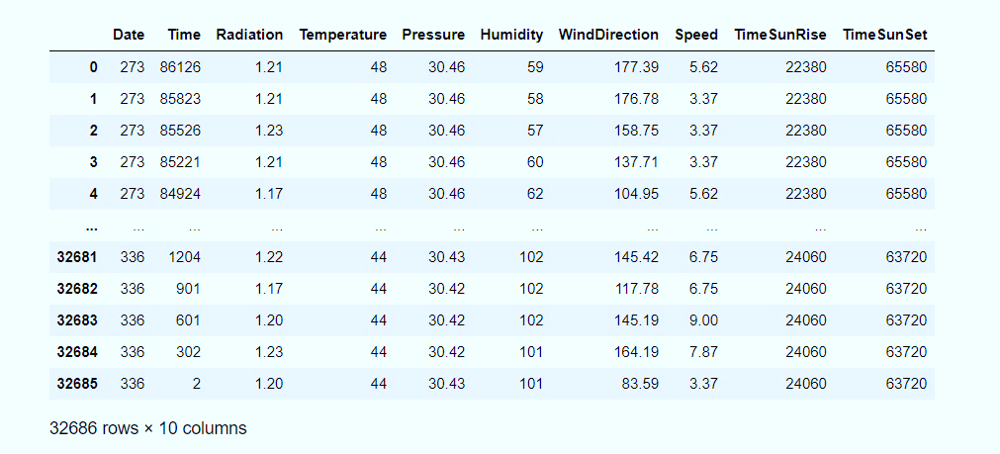 Date Time Radiation Temperature Pressure Humidity WindDirection Speed TimeSunRise TimeSunSet
0 273 86126 1.21 48 30.46 59 177.39 5.62 22380 65580
1 273 85823 1.21 48 30.46 58 176.78 3.37 22380 65580
2 273 85526 1.23 48 30.46 57 158.75 3.37 22380 65580
3 273 85221 1.21 48 30.46 60 137.71 3.37 22380 65580
4 273 84924 1.17 48 30.46 62 104.95 5.62 22380 65580
... ... ... ... ... ... ... ... ... ... ...
32681 336 1204 1.22 44 30.43 102 145.42 6.75 24060 63720
32682 336 901 1.17 44 30.42 102 117.78 6.75 24060 63720
32683 336 601 1.20 44 30.42 102 145.19 9.00 24060 63720
32684 336 302 1.23 44 30.42 101 164.19 7.87 24060 63720
32685 336 2 1.20 44 30.43 101 83.59 3.37 24060 63720
32686 rows × 10 columns